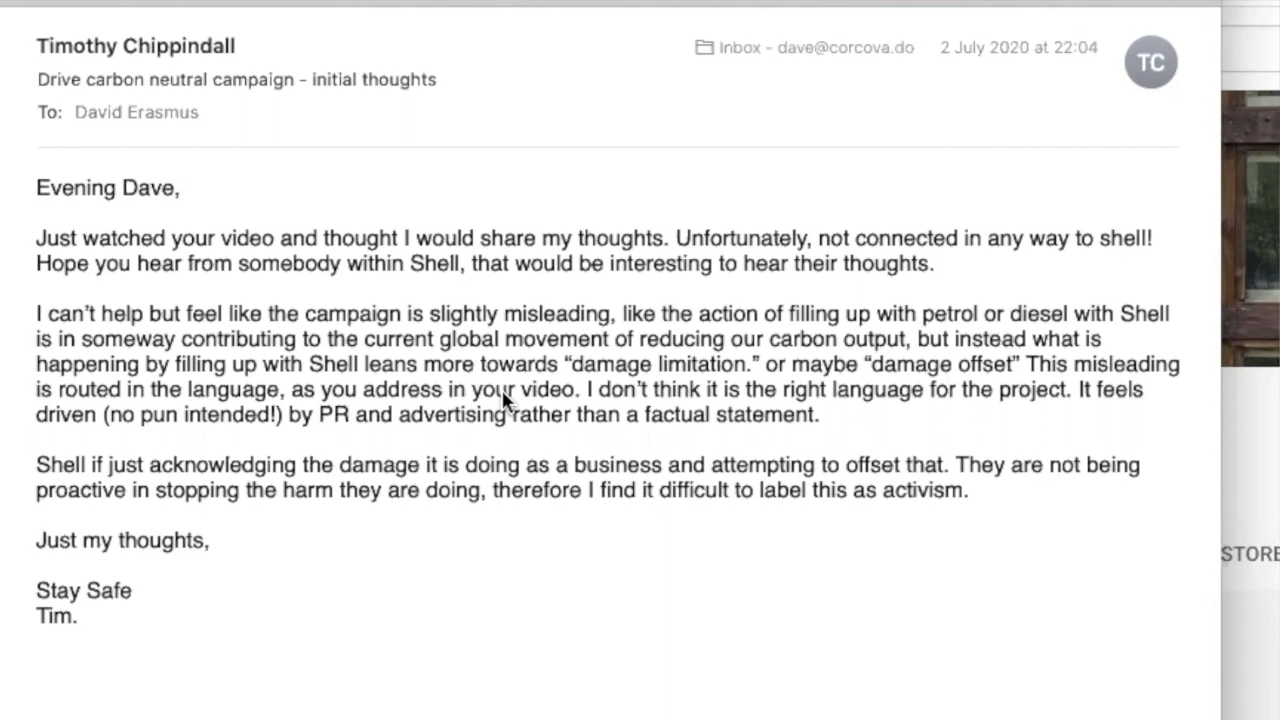 Timothy Chippindall
Inbox - dave@corcova.do
2 July 2020 at 22:04
TC
Drive carbon neutral campaign - initial thoughts
To: David Erasmus
Evening Dave,
Just watched your video and thought I would share my thoughts. Unfortunately, not connected in any way to shell!
Hope you hear from somebody within Shell, that would be interesting to hear their thoughts.
I can’t help but feel like the campaign is slightly misleading, like the action of filling up with petrol or diesel with Shell
is in someway contributing to the current global movement of reducing our carbon output, but instead what is
happening by filling up with Shell leans more towards “damage limitation.” or maybe “damage offset” This misleading
is routed in the language, as you address in your video. I don’t think it is the right language for the project. It feels
driven (no pun intended!) by PR and advertising rather than a factual statement.
Shell if just acknowledging the damage it is doing as a business and attempting to offset that. They are not being
proactive in stopping the harm they are doing, therefore I find it difficult to label this as activism.
Just my thoughts,
Stay Safe
Tim.
STORE